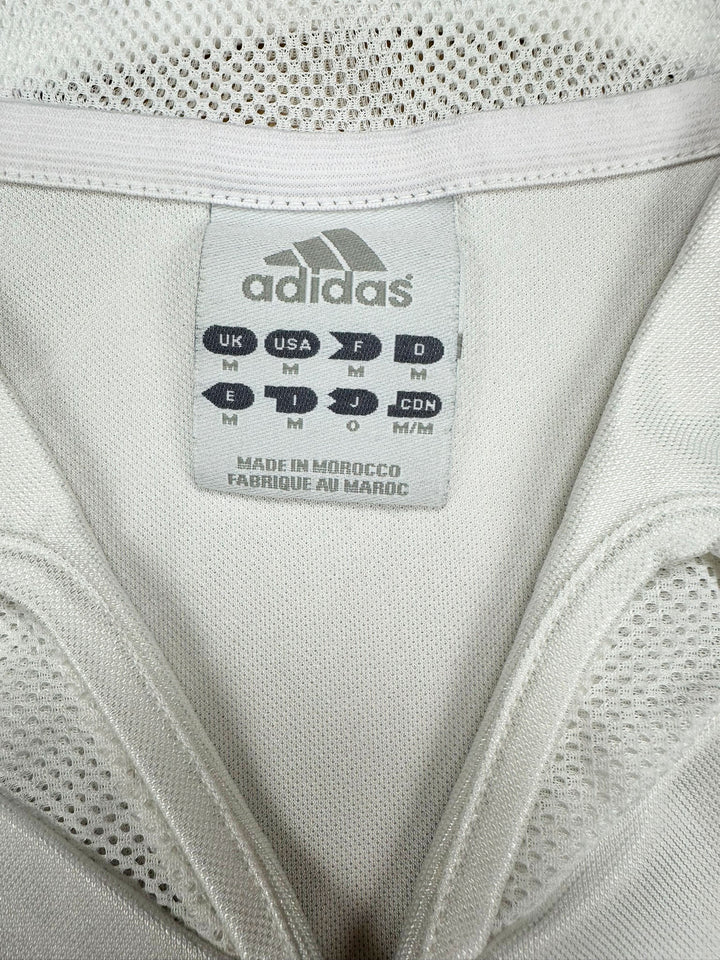 adidas
UK USA F D
M M M M
E I J CDN
M M O M/M
MADE IN MOROCCO
FABRIQUE AU MAROC